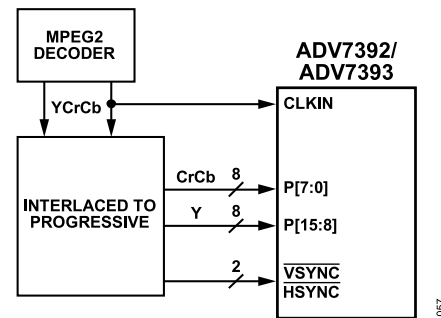 MPEG2
DECODER
YCrCb
ADV7392/
ADV7393
CLKIN
INTERLACED TO
PROGRESSIVE
CrCb 8
P[7:0]
Y 8
P[15:8]
2
VSYNC
HSYNC
067